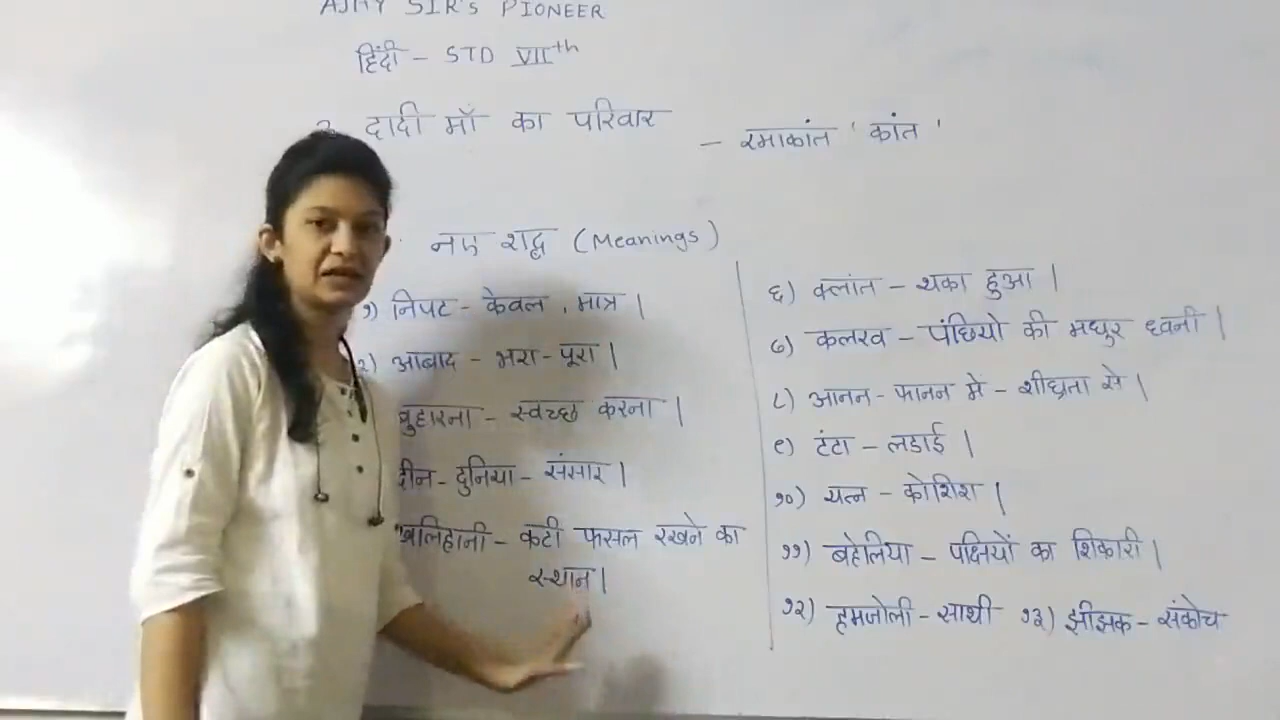 AJAY SIR'S PIONEER
हिंदी - STD VII th
दादी माँ का परिवार
- रमाकांत 'कांत'
नए शब्द (Meanings)
१) निपट - केवल, मात्र |
२) आबाद - भरा-पूरा |
बुहारना - स्वच्छ करना |
दीन-दुनिया - संसार |
खलिहानी - कटी फसल रखने का
स्थान |
६) क्लांत - थका हुआ |
७) कलरव - पंछियो की मधुर ध्वनी |
८) आनन-फानन मे - शीघ्रता से |
९) टंटा - लडाई |
१०) यत्न - कोशिश |
११) बहेलिया - पक्षियों का शिकारी |
१२) हमजोली - साथी १३) झीझक - संकोच